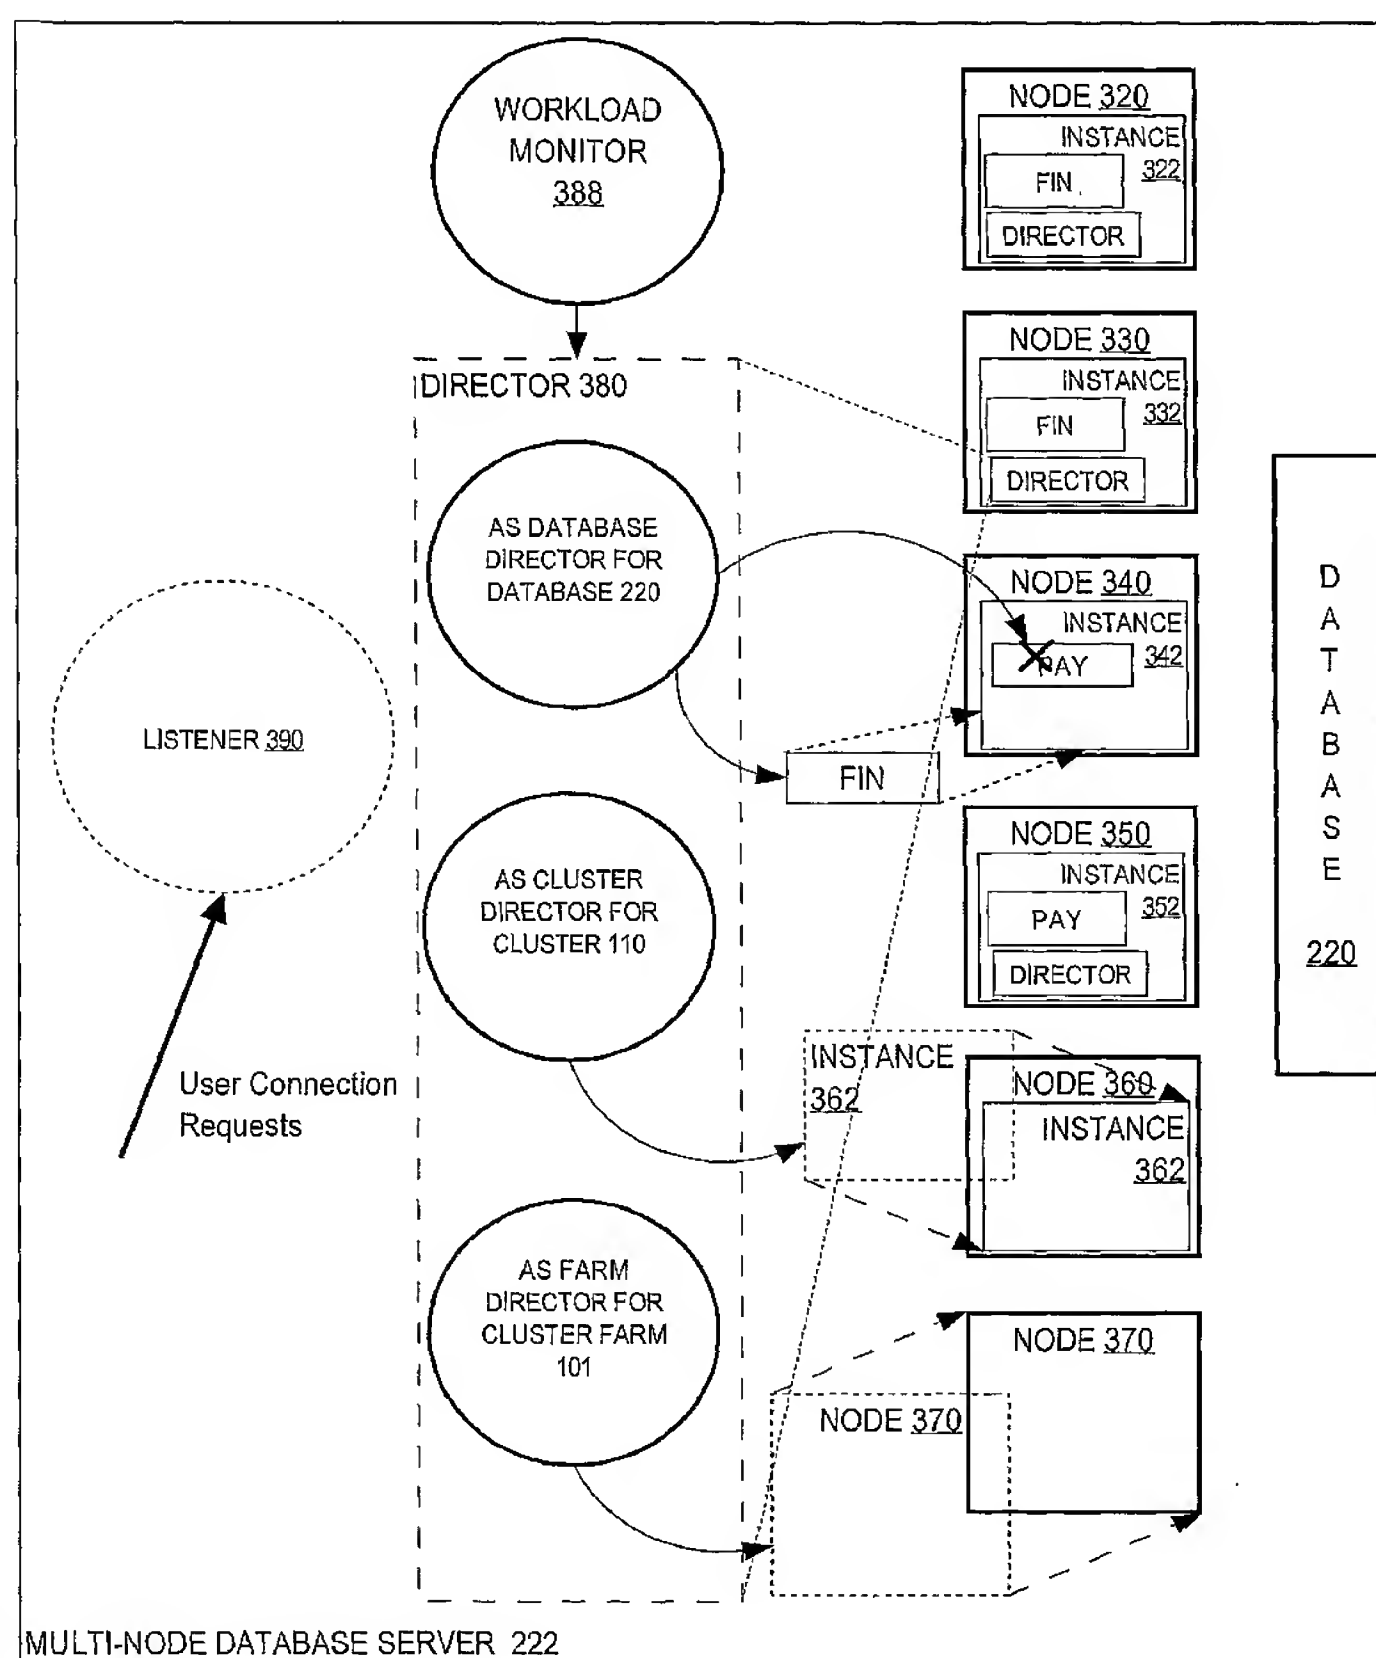 WORKLOAD
MONITOR
388
DIRECTOR 380
AS DATABASE
DIRECTOR FOR
DATABASE 220
AS CLUSTER
DIRECTOR FOR
CLUSTER 110
AS FARM
DIRECTOR FOR
CLUSTER FARM
101
LISTENER 390
User Connection
Requests
FIN
INSTANCE
362
NODE 370
NODE 320
INSTANCE
322
FIN
DIRECTOR
NODE 330
INSTANCE
332
FIN
DIRECTOR
NODE 340
INSTANCE
342
PAY
NODE 350
INSTANCE
352
PAY
DIRECTOR
NODE 360
INSTANCE
362
NODE 370
DATABASE
220
MULTI-NODE DATABASE SERVER 222